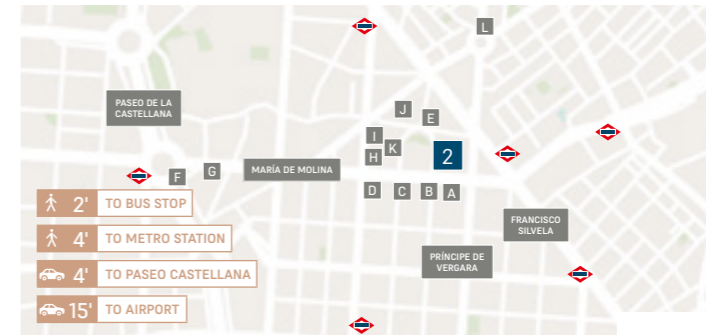 L
J
E
PASEO DE LA
CASTELLANA
I
K
H
2
G
F
MARÍA DE MOLINA
D
C
B
A
2' TO BUS STOP
FRANCISCO
SILVELA
4' TO METRO STATION
PRÍNCIPE DE
VERGARA
4' TO PASEO CASTELLANA
15' TO AIRPORT